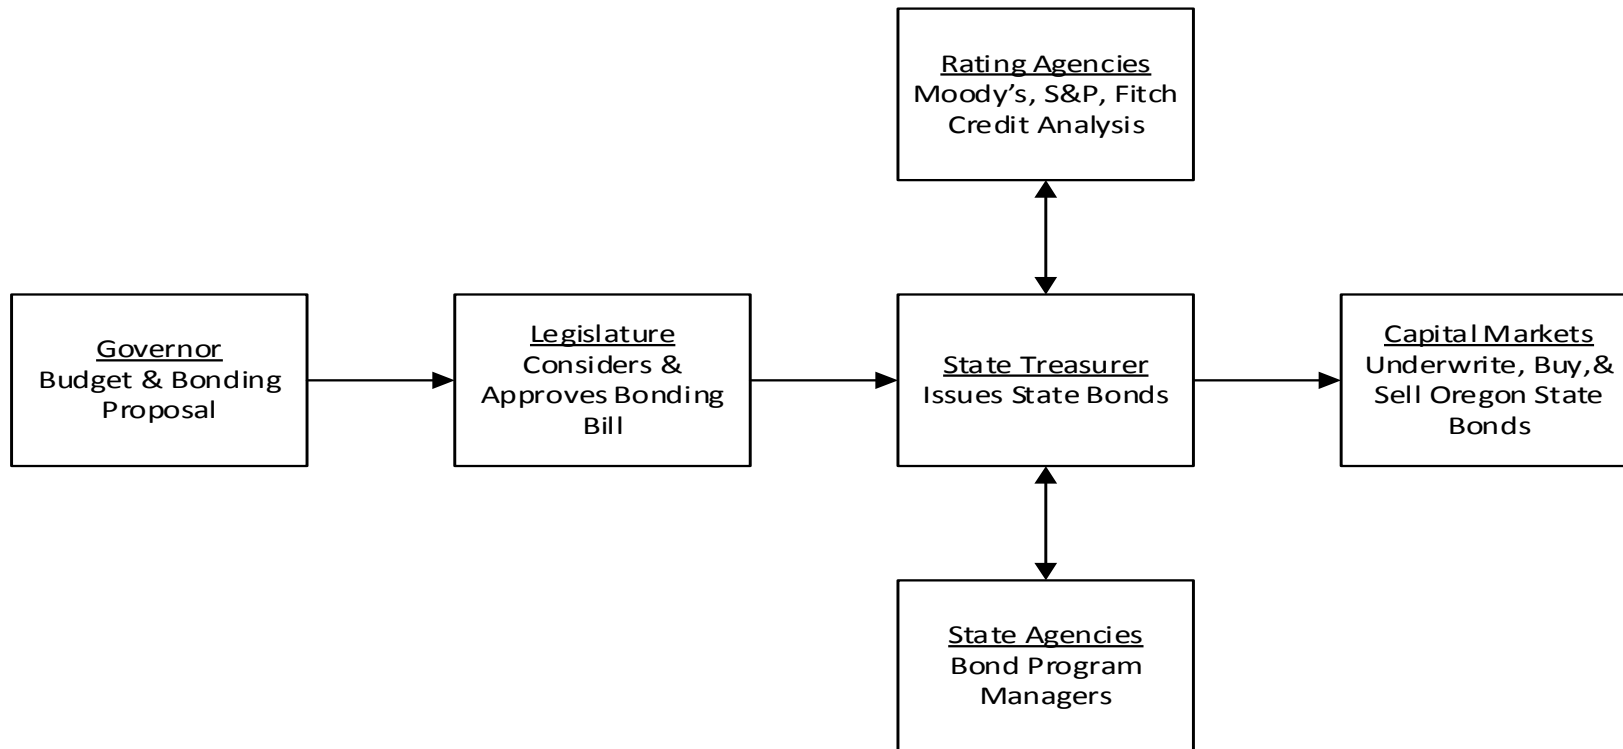 Rating Agencies
Moody’s, S&P, Fitch
Credit Analysis
Governor
Budget & Bonding
Proposal
Legislature
Considers &
Approves Bonding
Bill
State Treasurer
Issues State Bonds
Capital Markets
Underwrite, Buy,&
Sell Oregon State
Bonds
State Agencies
Bond Program
Managers